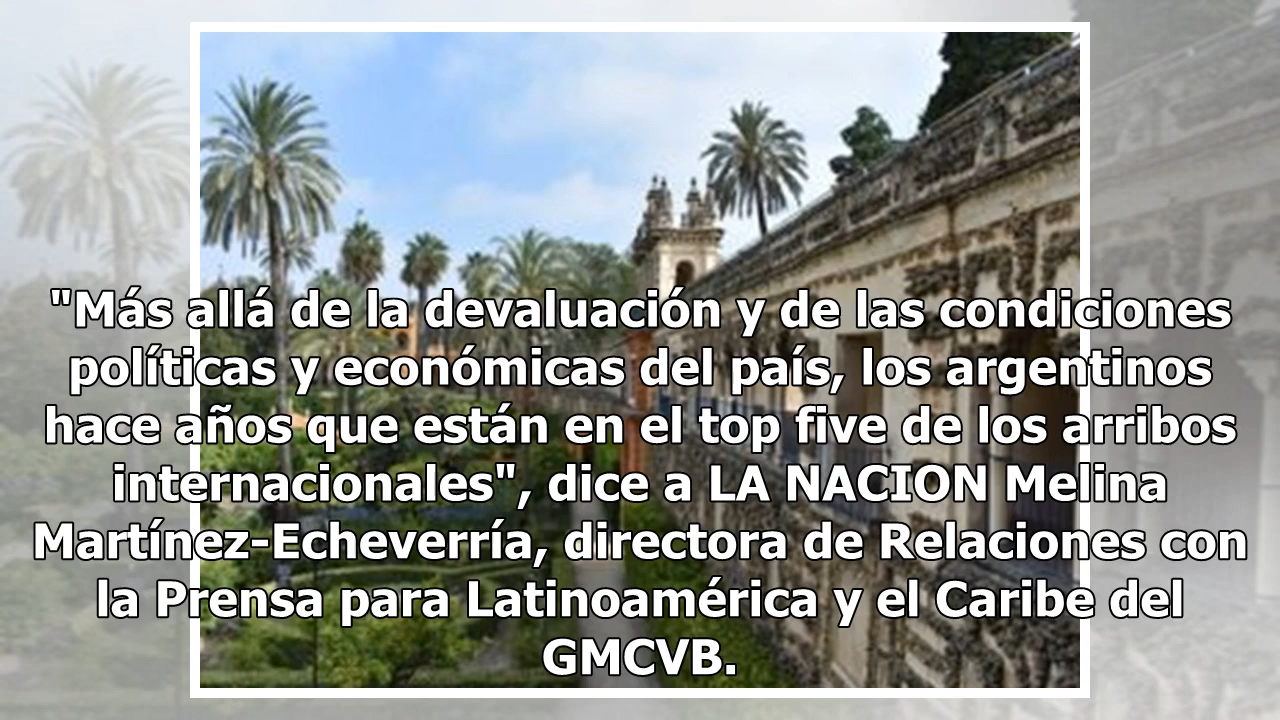 "Más allá de la devaluación y de las condiciones
políticas y económicas del país, los argentinos
hace años que están en el top five de los arribos
internacionales", dice a LA NACION Melina
Martínez-Echeverría, directora de Relaciones con
la Prensa para Latinoamérica y el Caribe del
GMCVB.